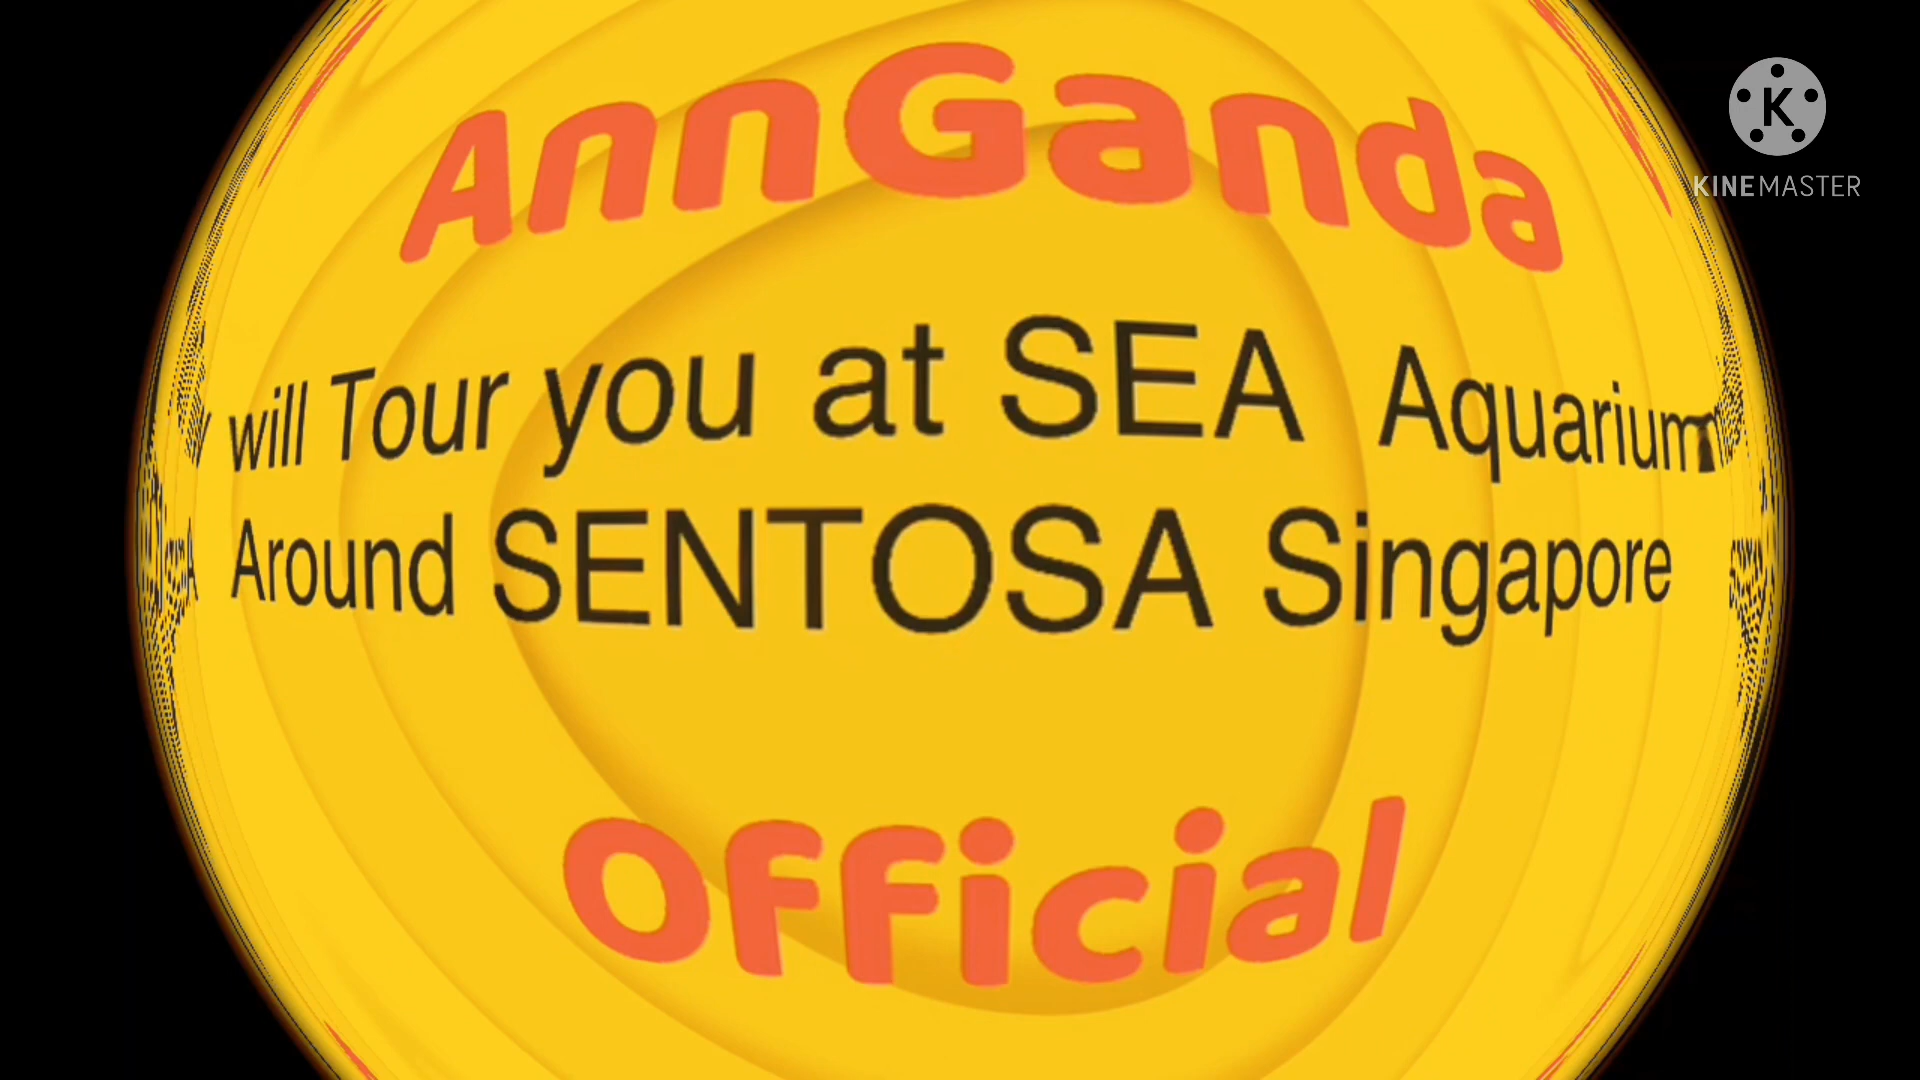 AnnGanda
KINEMASTER
will Tour you at SEA Aquarium
Around SENTOSA Singapore
Official